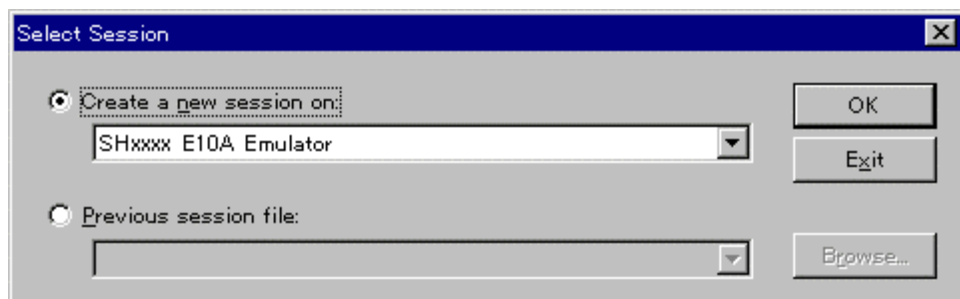 Select Session
Create a new session on:
OK
SHxxxx E10A Emulator
Exit
Previous session file:
Browse...